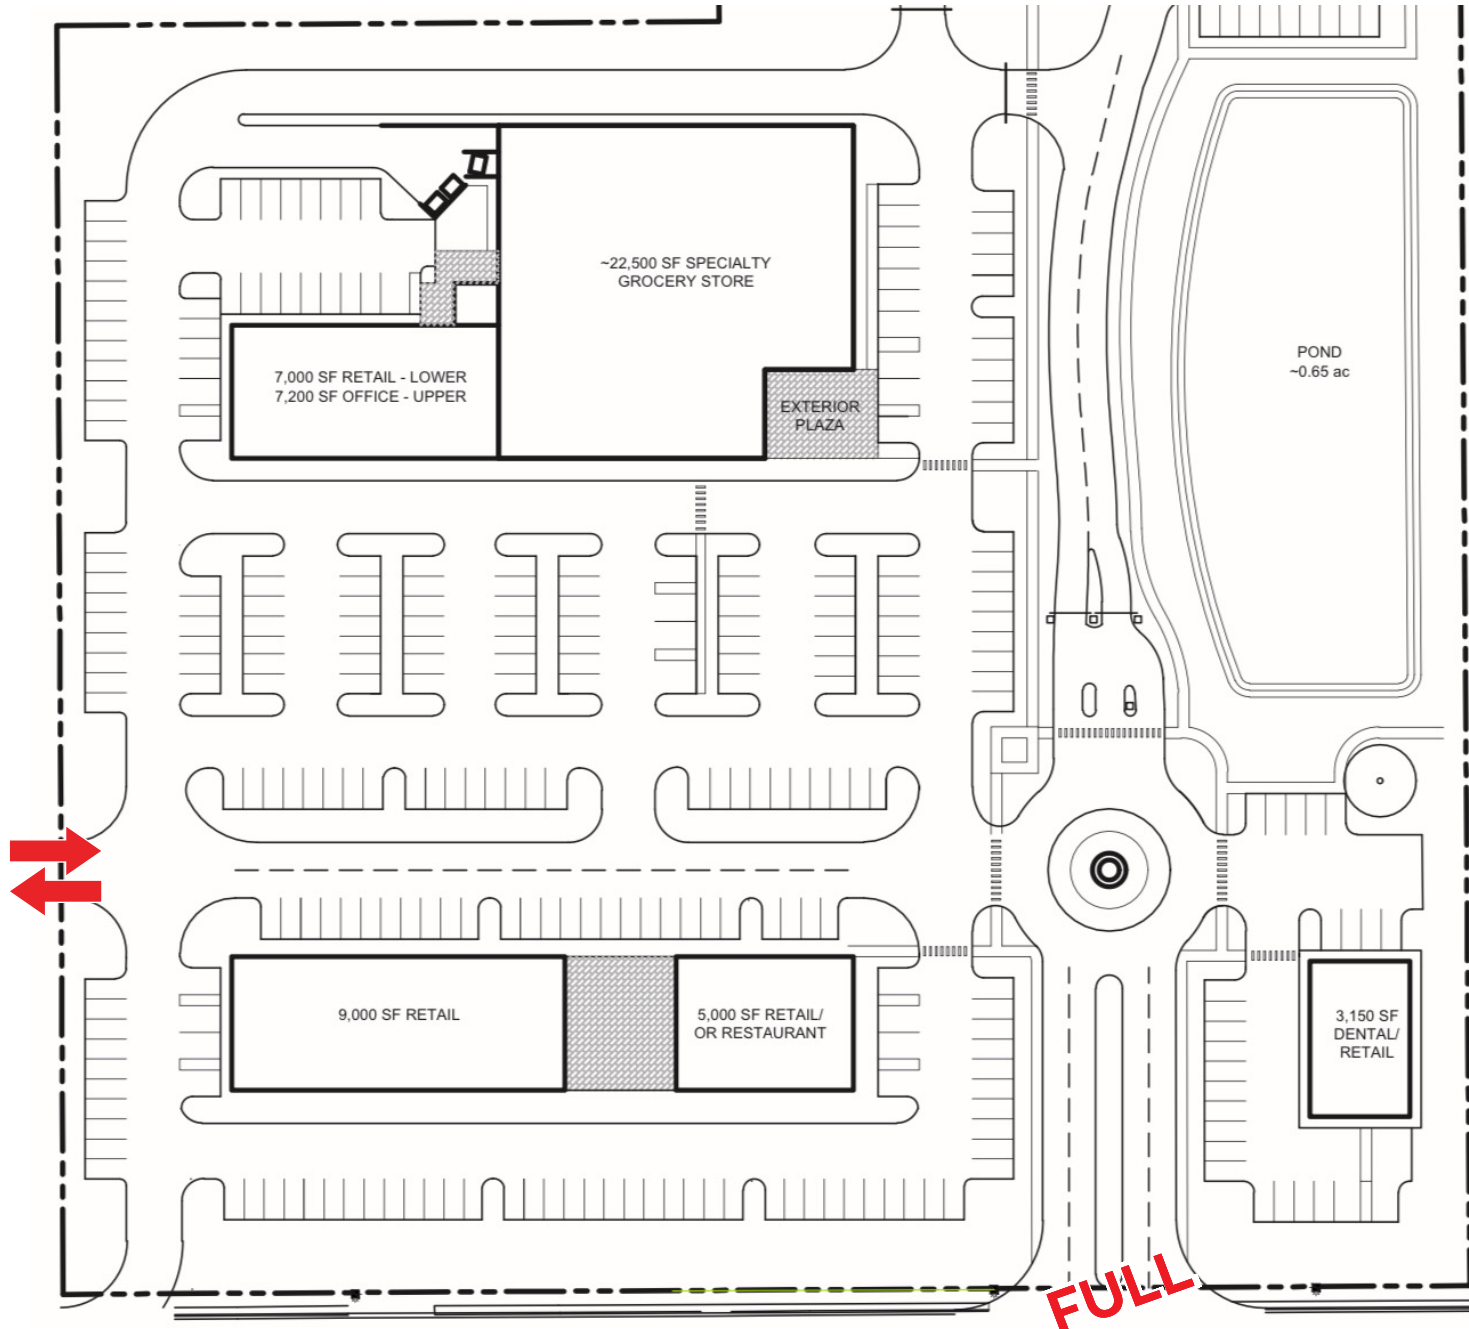 ~22,500 SF SPECIALTY
GROCERY STORE
POND
~0.65 ac
7,000 SF RETAIL - LOWER
7,200 SF OFFICE - UPPER
EXTERIOR
PLAZA
9,000 SF RETAIL
5,000 SF RETAIL/
OR RESTAURANT
3,150 SF
DENTAL/
RETAIL
FULL